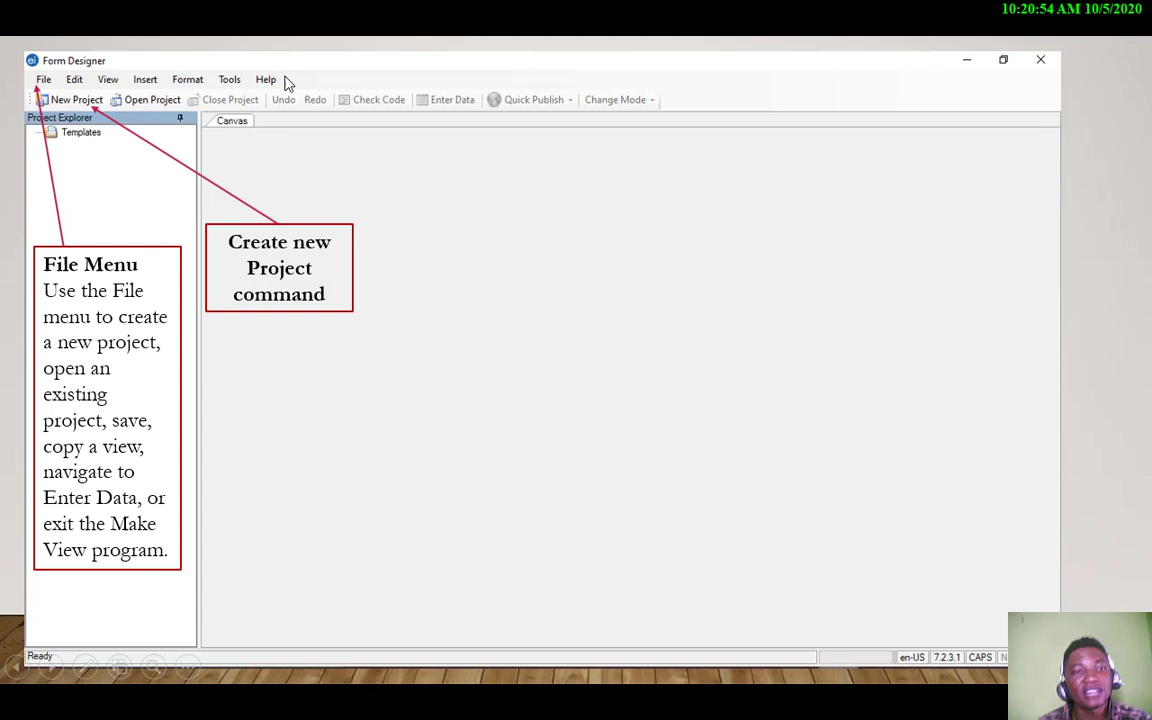 10:20:54 AM 10/5/2020
ei Form Designer
File Edit View Insert Format Tools Help
New Project Open Project Close Project Undo Redo Check Code Enter Data Quick Publish Change Mode
Project Explorer
Canvas
Templates
Create new
Project
command
File Menu
Use the File
menu to create
a new project,
open an
existing
project, save,
copy a view,
navigate to
Enter Data, or
exit the Make
View program.
Ready
en-US 7.2.3.1 CAPS